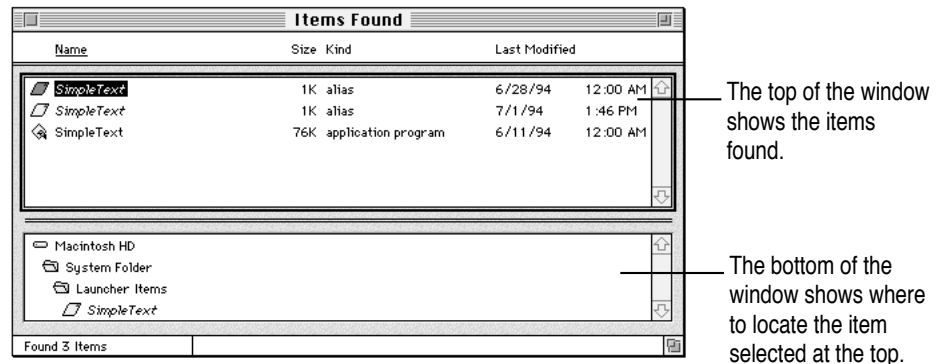 Items Found
Name Size Kind Last Modified
SimpleText 1K alias 6/28/94 12:00 AM
SimpleText 1K alias 7/1/94 1:46 PM
SimpleText 76K application program 6/11/94 12:00 AM
The top of the window
shows the items
found.
Macintosh HD
System Folder
Launcher Items
SimpleText
The bottom of the
window shows where
to locate the item
selected at the top.
Found 3 Items